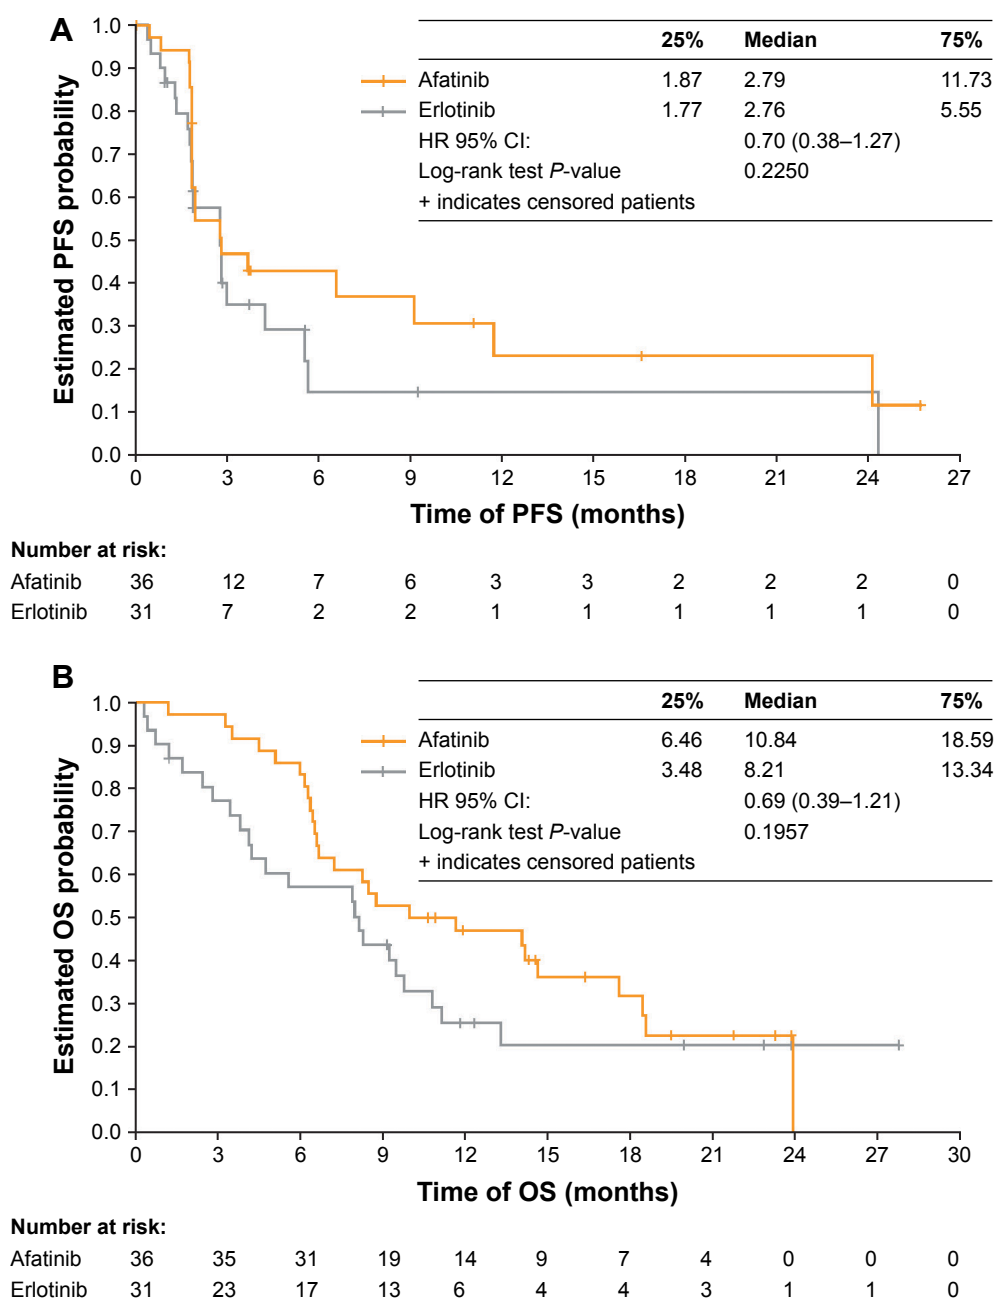 A
25% Median 75%
Afatinib 1.87 2.79 11.73
Erlotinib 1.77 2.76 5.55
HR 95% CI: 0.70 (0.38–1.27)
Log-rank test P-value 0.2250
+ indicates censored patients
Estimated PFS probability
1.0
0.9
0.8
0.7
0.6
0.5
0.4
0.3
0.2
0.1
0.0
0 3 6 9 12 15 18 21 24 27
Time of PFS (months)
Number at risk:
Afatinib 36 12 7 6 3 3 2 2 2 0
Erlotinib 31 7 2 2 1 1 1 1 1 0
B
25% Median 75%
Afatinib 6.46 10.84 18.59
Erlotinib 3.48 8.21 13.34
HR 95% CI: 0.69 (0.39–1.21)
Log-rank test P-value 0.1957
+ indicates censored patients
Estimated OS probability
1.0
0.9
0.8
0.7
0.6
0.5
0.4
0.3
0.2
0.1
0.0
0 3 6 9 12 15 18 21 24 27 30
Time of OS (months)
Number at risk:
Afatinib 36 35 31 19 14 9 7 4 0 0 0
Erlotinib 31 23 17 13 6 4 4 3 1 1 0